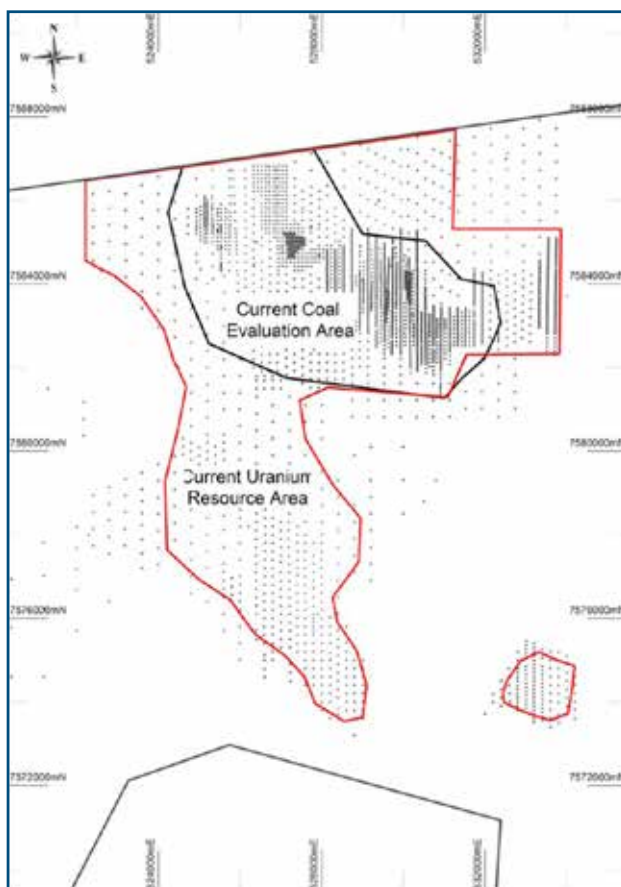 N
W E
S
524000mE
528000mE
532000mE
7588000mN
7588000mN
7584000mN
7584000mN
Current Coal
Evaluation Area
7580000mN
7580000mN
Current Uranium
Resource Area
7576000mN
7576000mN
7572000mN
7572000mN
524000mE
528000mE
532000mE